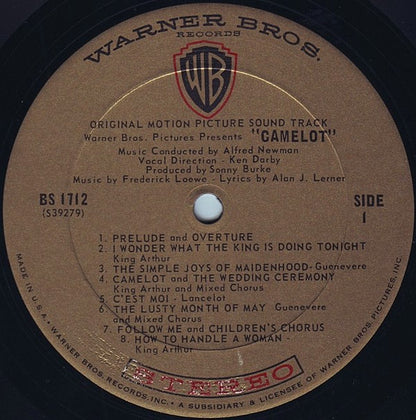 WARNER BROS.
RECORDS
WB
ORIGINAL MOTION PICTURE SOUND TRACK
Warner Bros. Pictures Presents "CAMELOT"
Music Conducted by Alfred Newman
Vocal Direction - Ken Darby
Produced by Sonny Burke
Music by Frederick Loewe - Lyrics by Alan J. Lerner
BS 1712
(S39279)
SIDE
1
1. PRELUDE and OVERTURE
2. I WONDER WHAT THE KING IS DOING TONIGHT
King Arthur
3. THE SIMPLE JOYS OF MAIDENHOOD- Guenevere
4. CAMELOT and THE WEDDING CEREMONY
King Arthur and Mixed Chorus
5. C'EST MOI - Lancelot
6. THE LUSTY MONTH OF MAY Guenevere
and Mixed Chorus
7. FOLLOW ME and CHILDREN'S CHORUS
8. HOW TO HANDLE A WOMAN -
King Arthur
STEREO
MADE IN U.S.A. • WARNER BROS. RECORDS, INC. • A SUBSIDIARY & LICENSEE OF WARNER BROS. PICTURES, INC.